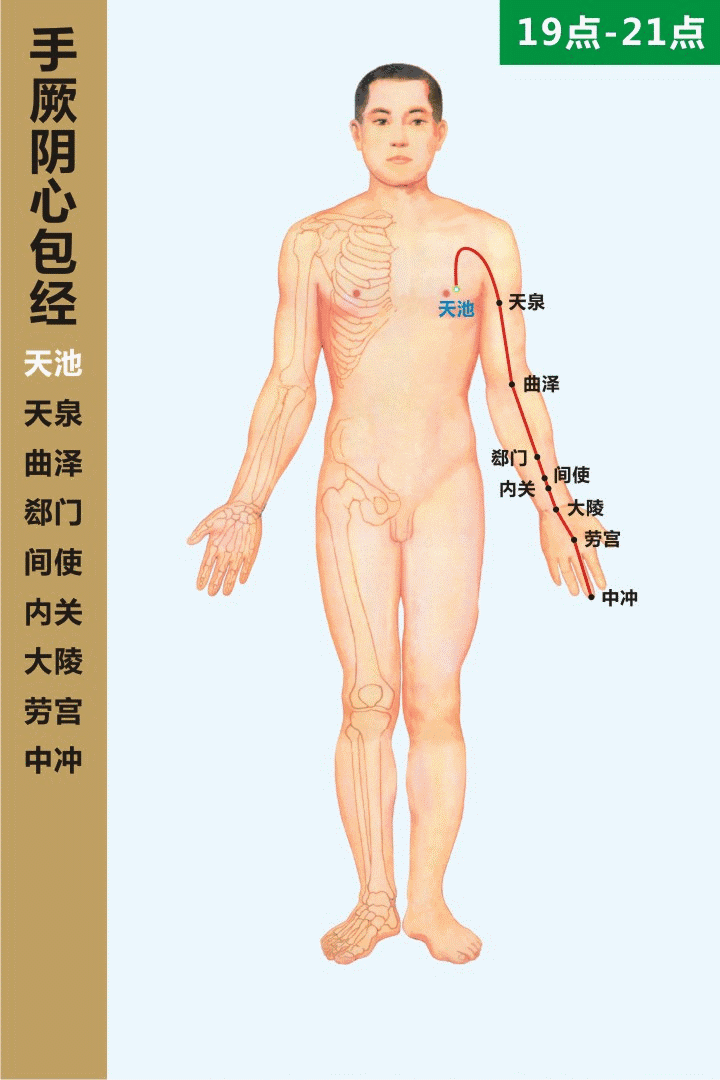 19点-21点
手厥阴心包经
天池
天泉
曲泽
郄门
间使
内关
大陵
劳宫
中冲
天池
天泉
曲泽
郄门
间使
内关
大陵
劳宫
中冲